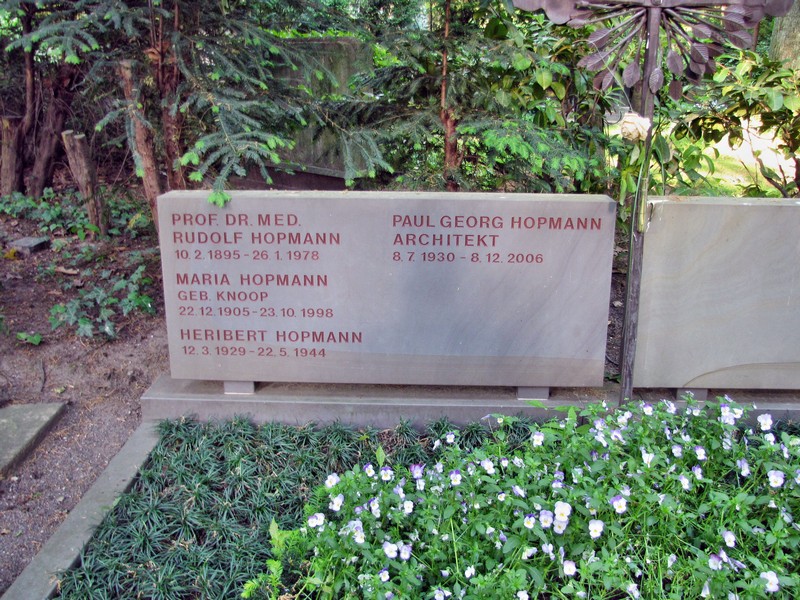 PROF. DR. MED.
RUDOLF HOPMANN
10. 2. 1895 - 26. 1. 1978
MARIA HOPMANN
GEB. KNOOP
22. 12. 1905 - 23. 10. 1998
HERIBERT HOPMANN
12. 3. 1929 - 22. 5. 1944
PAUL GEORG HOPMANN
ARCHITEKT
8. 7. 1930 - 8. 12. 2006